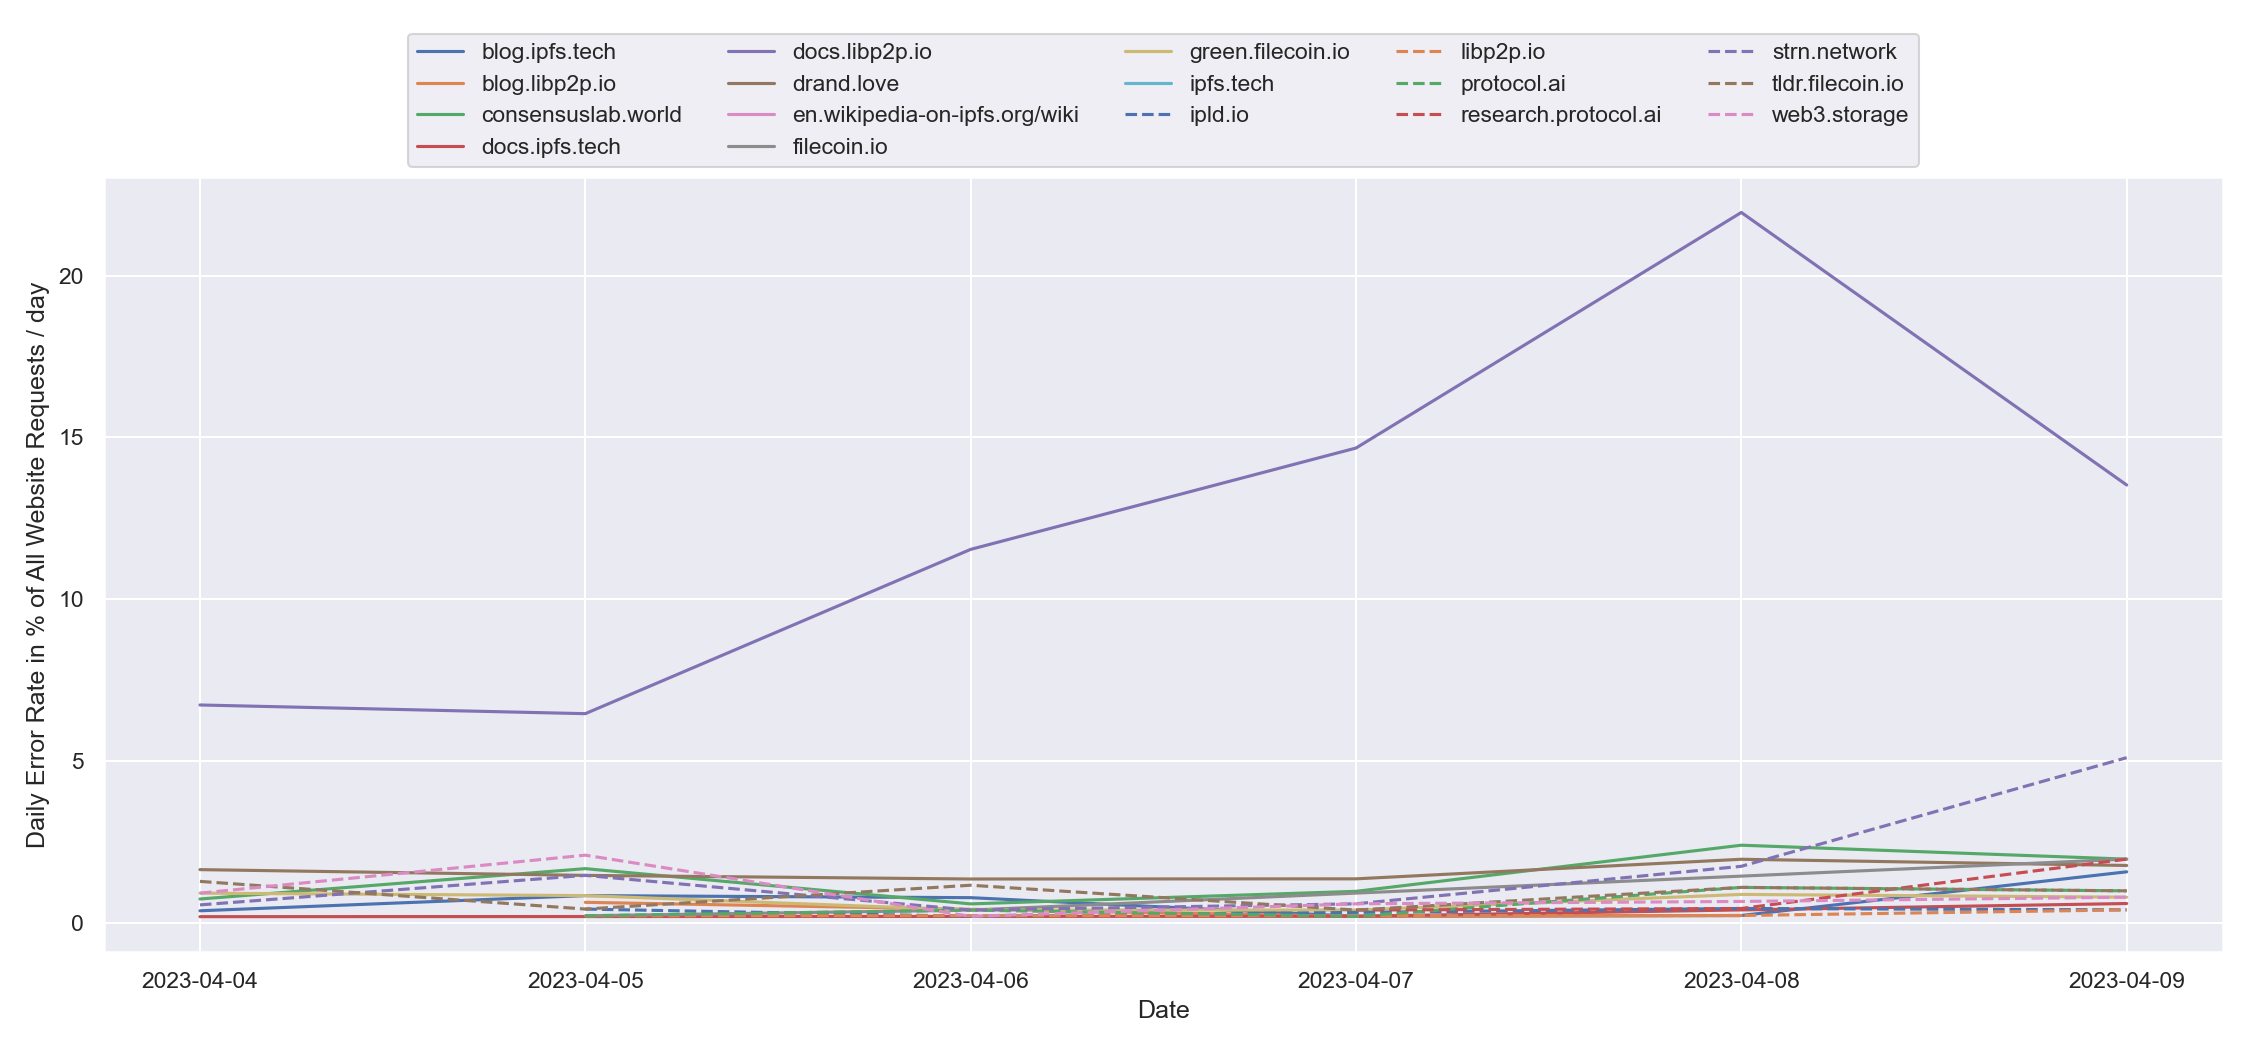 blog.ipfs.tech
blog.libp2p.io
consensuslab.world
docs.ipfs.tech
docs.libp2p.io
drand.love
en.wikipedia-on-ipfs.org/wiki
filecoin.io
green.filecoin.io
ipfs.tech
ipld.io
libp2p.io
protocol.ai
research.protocol.ai
strn.network
tldr.filecoin.io
web3.storage
Daily Error Rate in % of All Website Requests / day
20
15
10
5
0
2023-04-04
2023-04-05
2023-04-06
2023-04-07
2023-04-08
2023-04-09
Date